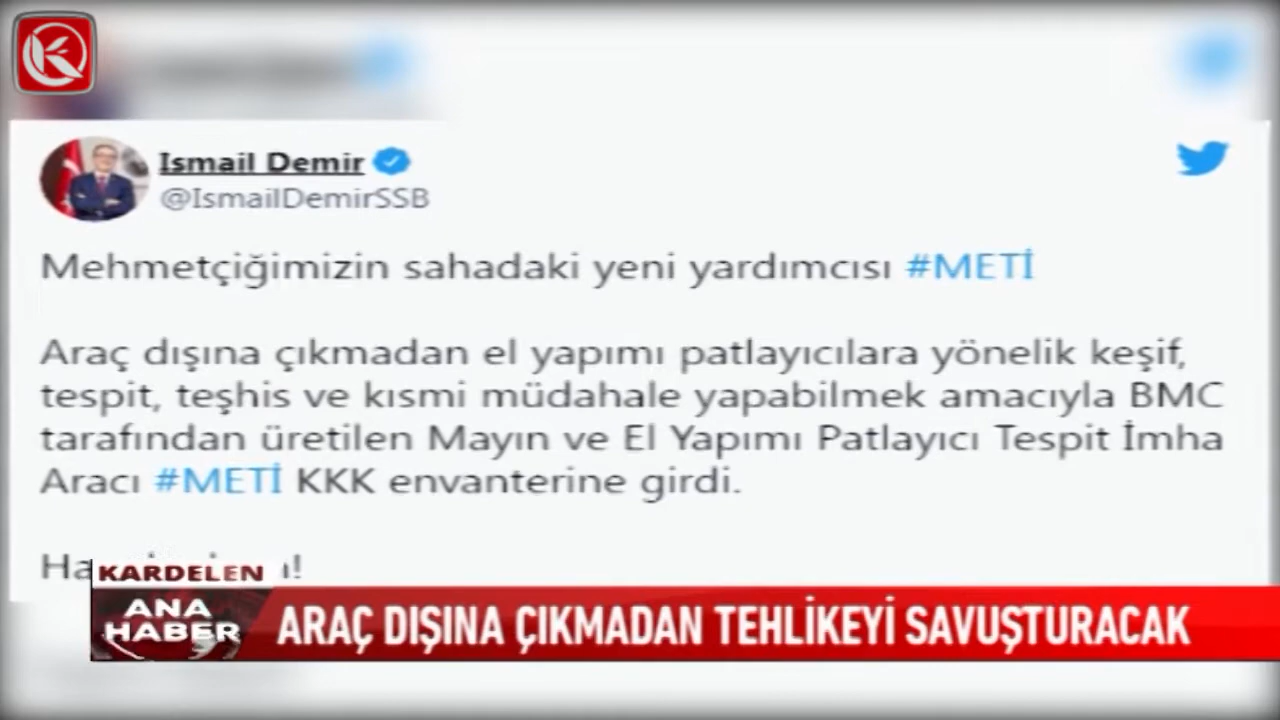 Ismail Demir
@IsmailDemirSSB
Mehmetçiğimizin sahadaki yeni yardımcısı #METİ
Araç dışına çıkmadan el yapımı patlayıcılara yönelik keşif,
tespit, teşhis ve kısmi müdahale yapabilmek amacıyla BMC
tarafından üretilen Mayın ve El Yapımı Patlayıcı Tespit İmha
Aracı #METİ KKK envanterine girdi.
KARDELEN
ANA
HABER
ARAÇ DIŞINA ÇIKMADAN TEHLİKEYİ SAVUŞTURACAK